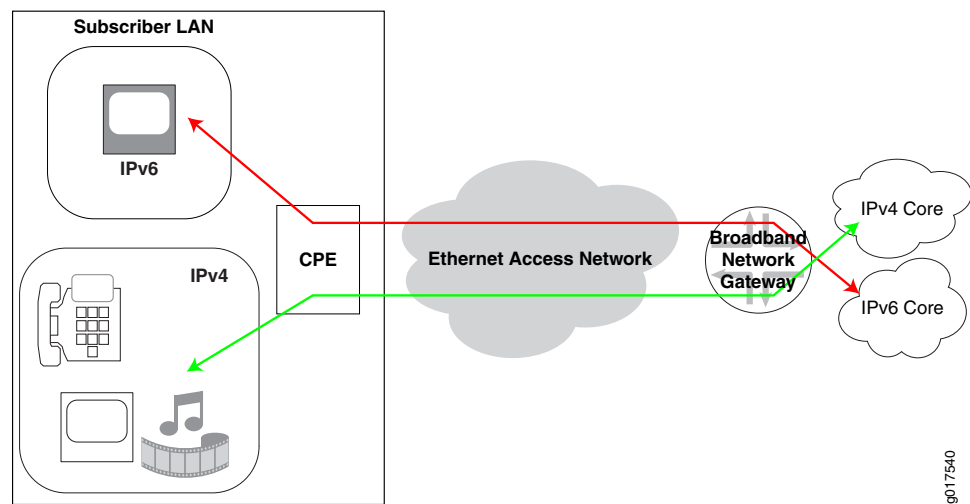 Subscriber LAN
IPv6
IPv4
CPE
Ethernet Access Network
Broadband
Network
Gateway
IPv4 Core
IPv6 Core
g017540